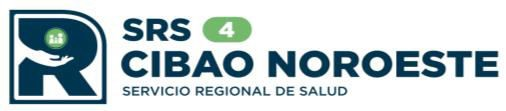 SRS 4
CIBAO NOROESTE
SERVICIO REGIONAL DE SALUD